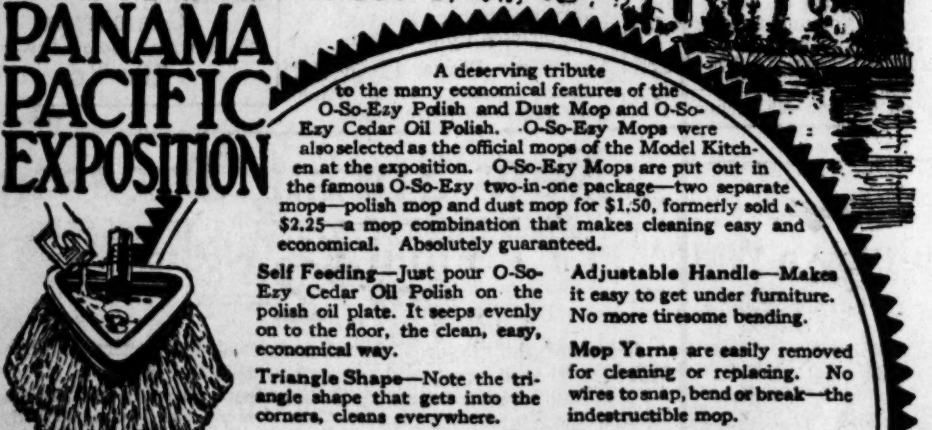 PANAMA
PACIFIC
EXPOSITION
A deserving tribute
to the many economical features of the
O-So-Ezy Polish and Dust Mop and O-So-
Ezy Cedar Oil Polish. O-So-Ezy Mops were
also selected as the official mops of the Model Kitch-
en at the exposition. O-So-Ezy Mops are put out in
the famous O-So-Ezy two-in-one package—two separate
mops—polish mop and dust mop for $1.50, formerly sold
$2.25—a mop combination that makes cleaning easy and
economical. Absolutely guaranteed.
Self Feeding—Just pour O-So-
Ezy Cedar Oil Polish on the
polish oil plate. It seeps evenly
on to the floor, the clean, easy,
economical way.
Triangle Shape—Note the tri-
angle shape that gets into the
corners, cleans everywhere.
Adjustable Handle—Makes
it easy to get under furniture.
No more tiresome bending.
Mop Yarns are easily removed
for cleaning or replacing. No
wires to snap, bend or break—the
indestructible mop.